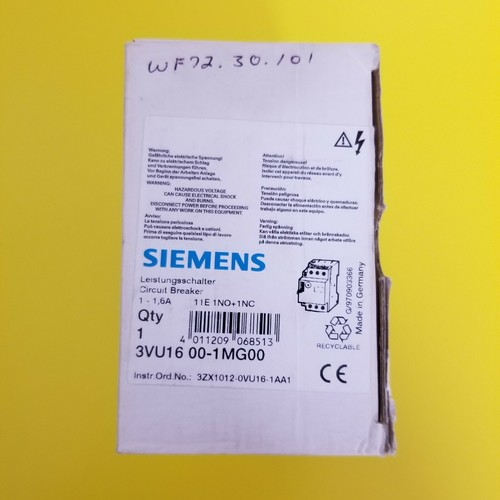 WF72.30.101
Warnung:
Gefährliche elektrische Spannung!
Kann zu elektrischem Schlag
und Verbrennungen führen.
Vor Beginn der Arbeiten Anlage
und Gerät spannungsfrei schalten.
WARNING:
HAZARDOUS VOLTAGE
CAN CAUSE ELECTRICAL SHOCK
AND BURNS.
DISCONNECT POWER BEFORE PROCEEDING
WITH ANY WORK ON THIS EQUIPMENT.
Avviso:
La tensione pericolosa
Può causare elettroshock e ustioni.
Prima di eseguire qualsiasi tipo di lavoro
occorre togliere la tensione.
Attention!
Tension dangereuse!
Risque d'électrocution et de brûlure.
Isoler cet appareil du réseau avant d'y
intervenir pour travaux.
Precaución:
Tensión peligrosa
Puede causar choque eléctrico y quemaduras.
Desconectar la alimentación antes de efectuar
trabajo alguno en este equipo.
Varning:
Farlig spänning
Kan vålla elektriska stötar och brännskador.
Slå ifrån strömmen innan något arbete utförs
på denna utrustning.
SIEMENS
Leistungsschalter
Circuit Breaker
1 - 1,6A 11E 1NO+1NC
Qty
1
4 011209 068513
3VU16 00-1MG00
Instr.Ord.No.: 3ZX1012-0VU16-1AA1
RECYCLABLE
CE
G/970903366
Made in Germany